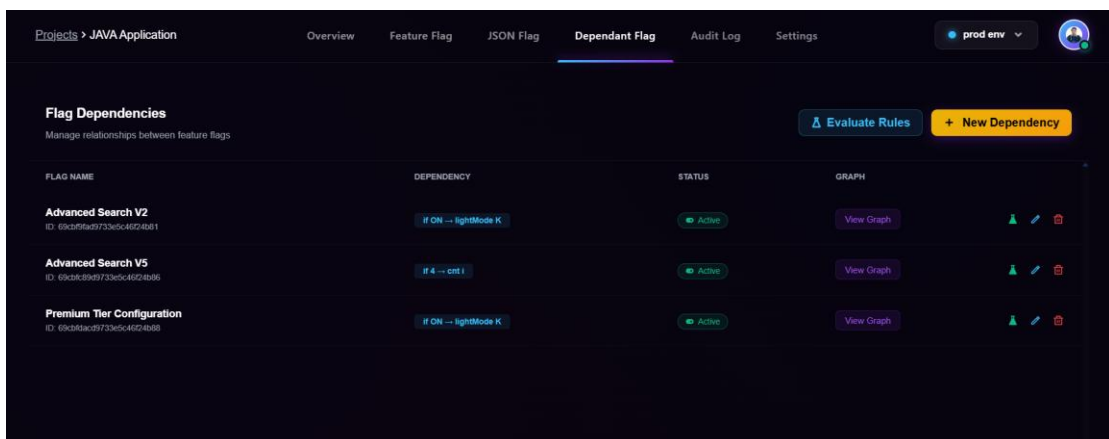 Projects > JAVA Application
Overview
Feature Flag
JSON Flag
Dependant Flag
Audit Log
Settings
prod env
Flag Dependencies
Manage relationships between feature flags
Evaluate Rules
+ New Dependency
FLAG NAME
DEPENDENCY
STATUS
GRAPH
Advanced Search V2
if ON → lightMode K
Active
View Graph
ID: 69cbf9fad9733e5c46f24b81
Advanced Search V5
if 4 → cnt i
Active
View Graph
ID: 69cbfc89d9733e5c46f24b86
Premium Tier Configuration
if ON → lightMode K
Active
View Graph
ID: 69cbfdacd9733e5c46f24b88